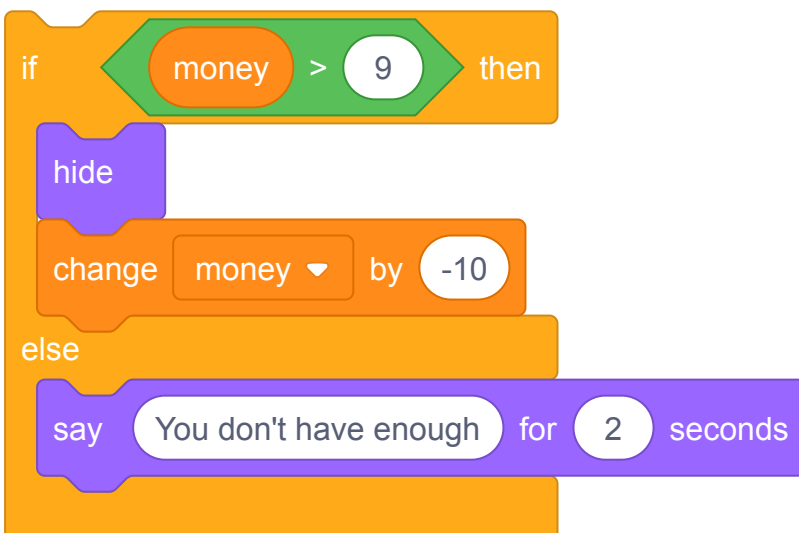 if money > 9 then
hide
change money by -10
else
say You don't have enough for 2 seconds